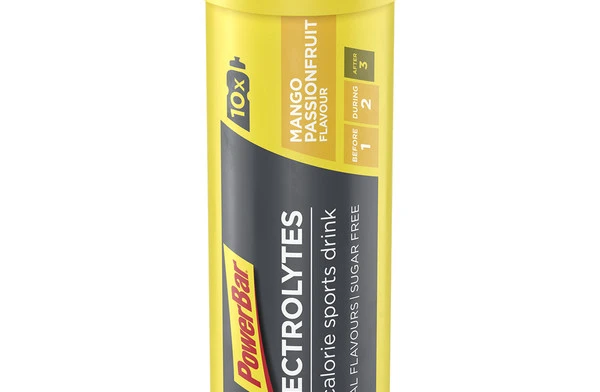 10x
MANGO
PASSIONFRUIT
FLAVOUR
BEFORE 1
DURING 2
AFTER 3
PowerBar
ECTROLYTES
calorie sports drink
AL FLAVOURS | SUGAR FREE